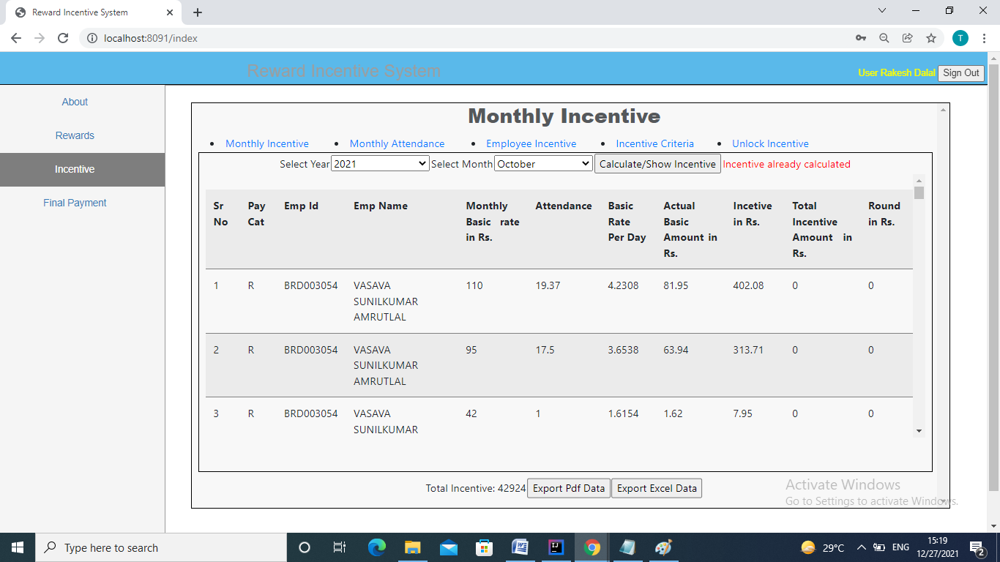 Reward Incentive System
localhost:8091/index
T
Reward Incentive System
User Rakesh Dalal Sign Out
About
Rewards
Incentive
Final Payment
Monthly Incentive
• Monthly Incentive • Monthly Attendance • Employee Incentive • Incentive Criteria • Unlock Incentive
Select Year 2021 Select Month October Calculate/Show Incentive Incentive already calculated
Sr Pay Emp Id Emp Name Monthly Attendance Basic Actual Incetive Total Round
No Cat Basic rate Rate Basic in Rs. Incentive in Rs.
in Rs. Per Day Amount in Amount in
Rs. Rs.
1 R BRD003054 VASAVA 110 19.37 4.2308 81.95 402.08 0 0
SUNILKUMAR
AMRUTLAL
2 R BRD003054 VASAVA 95 17.5 3.6538 63.94 313.71 0 0
SUNILKUMAR
AMRUTLAL
3 R BRD003054 VASAVA 42 1 1.6154 1.62 7.95 0 0
SUNILKUMAR
Total Incentive: 42924 Export Pdf Data Export Excel Data
Activate Windows
Go to Settings to activate Windows.
Type here to search
29°C ENG
15:19
12/27/2021
2